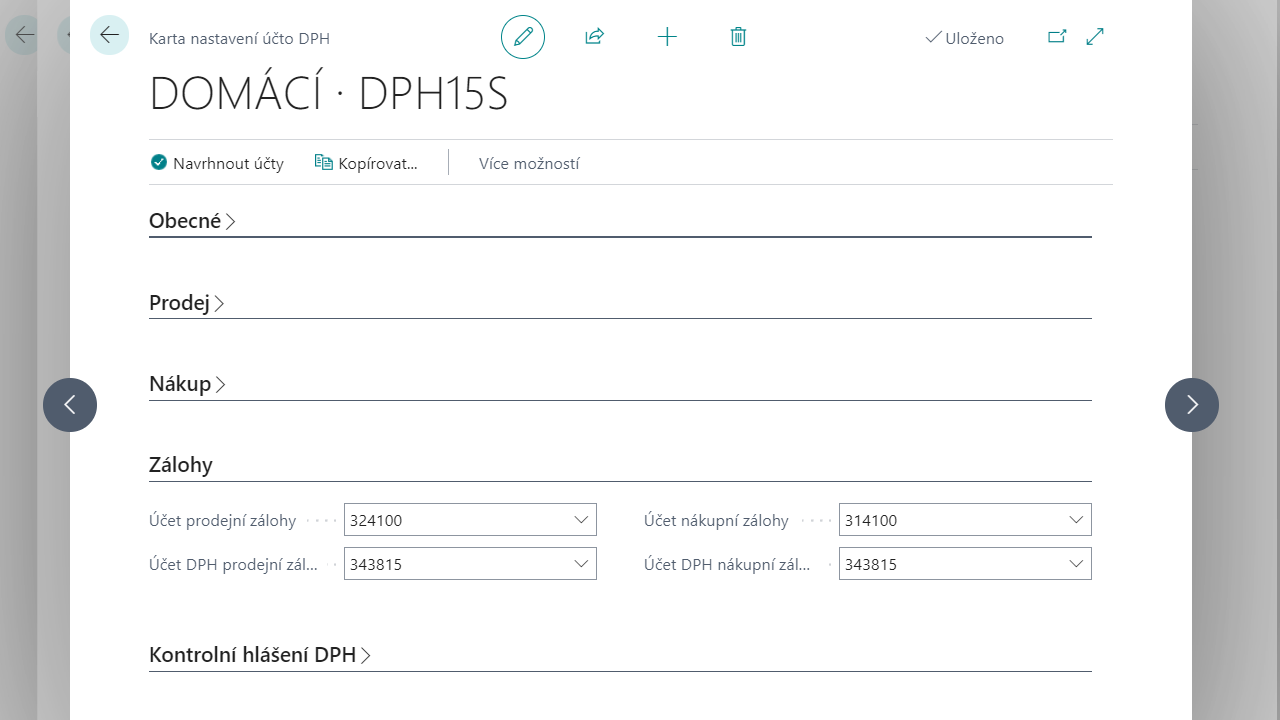 Karta nastavení účto DPH
Uloženo
DOMÁCÍ · DPH15S
Navrhnout účty
Kopírovat...
Více možností
Obecné
Prodej
Nákup
Zálohy
Účet prodejní zálohy 324100
Účet nákupní zálohy 314100
Účet DPH prodejní zál... 343815
Účet DPH nákupní zál... 343815
Kontrolní hlášení DPH